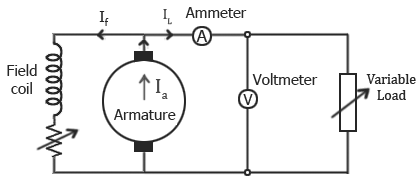 I_f
I_L Ammeter
A
Field
coil
I_a
Armature
Voltmeter
V
Variable
Load